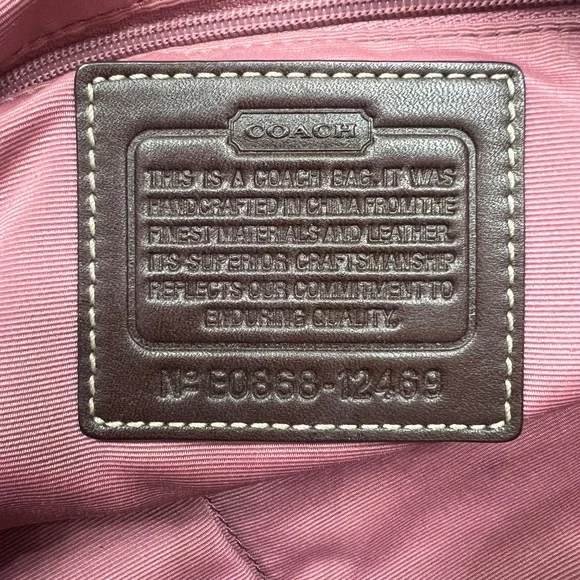 COACH
THIS IS A COACH BAG. IT WAS
HANDCRAFTED IN CHINA FROM THE
FINEST MATERIALS AND LEATHER.
ITS SUPERIOR CRAFTSMANSHIP
REFLECTS OUR COMMITMENT TO
ENDURING QUALITY.
Nº E0868-12469